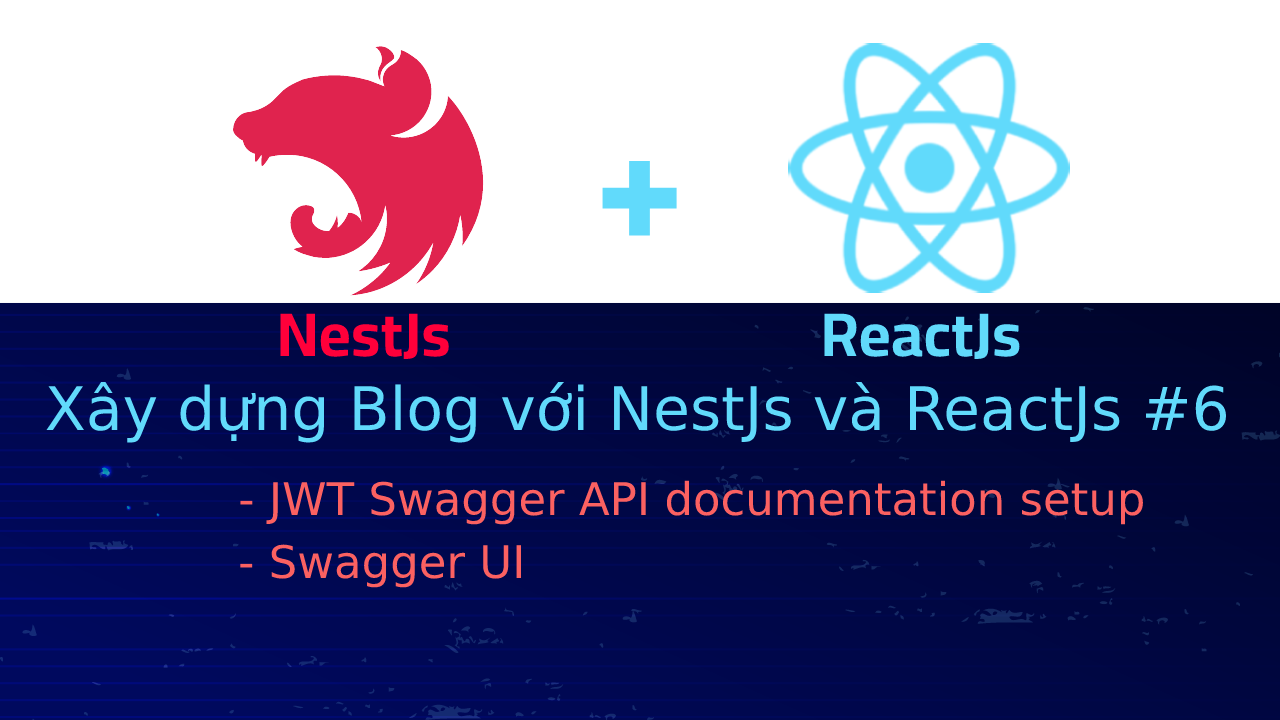 NestJs
ReactJs
Xây dựng Blog với NestJs và ReactJs #6
- JWT Swagger API documentation setup
- Swagger UI